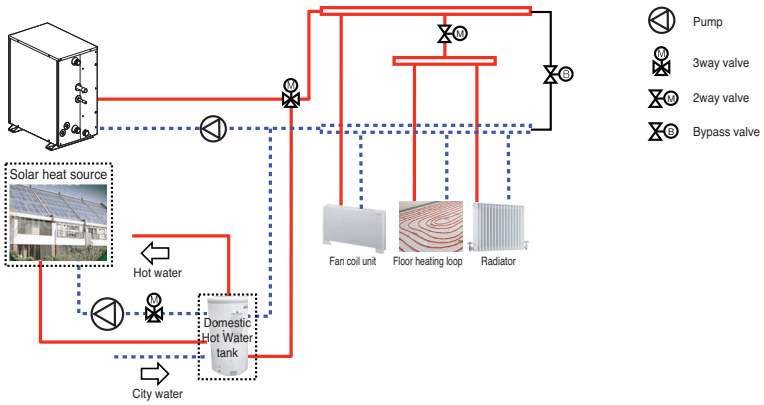 Pump
M
3way valve
M
2way valve
B
Bypass valve
M
B
M
Solar heat source
Hot water
M
Domestic
Hot Water
tank
City water
Fan coil unit
Floor heating loop
Radiator